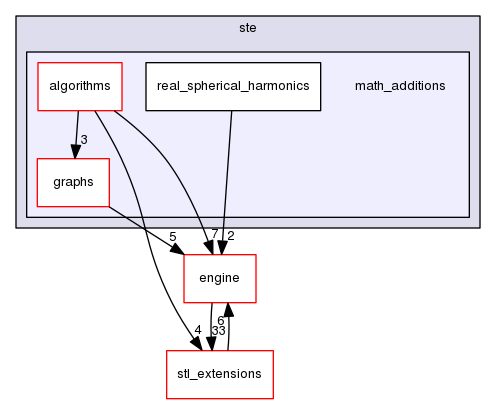 ste
algorithms
real_spherical_harmonics
math_additions
3
graphs
5
7
2
engine
6
4
33
stl_extensions